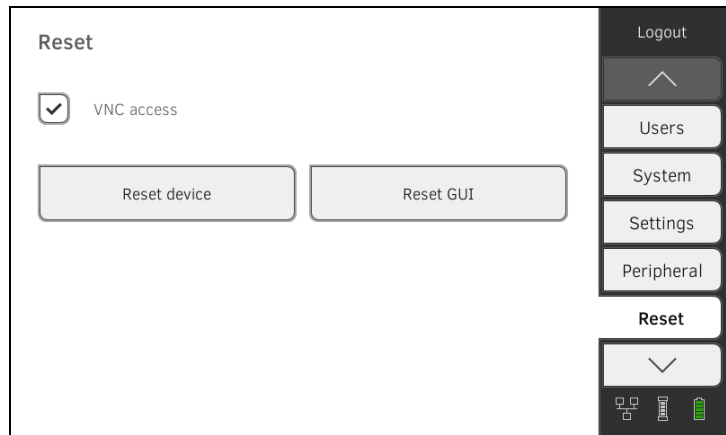 Reset
VNC access
Reset device
Reset GUI
Logout
Users
System
Settings
Peripheral
Reset